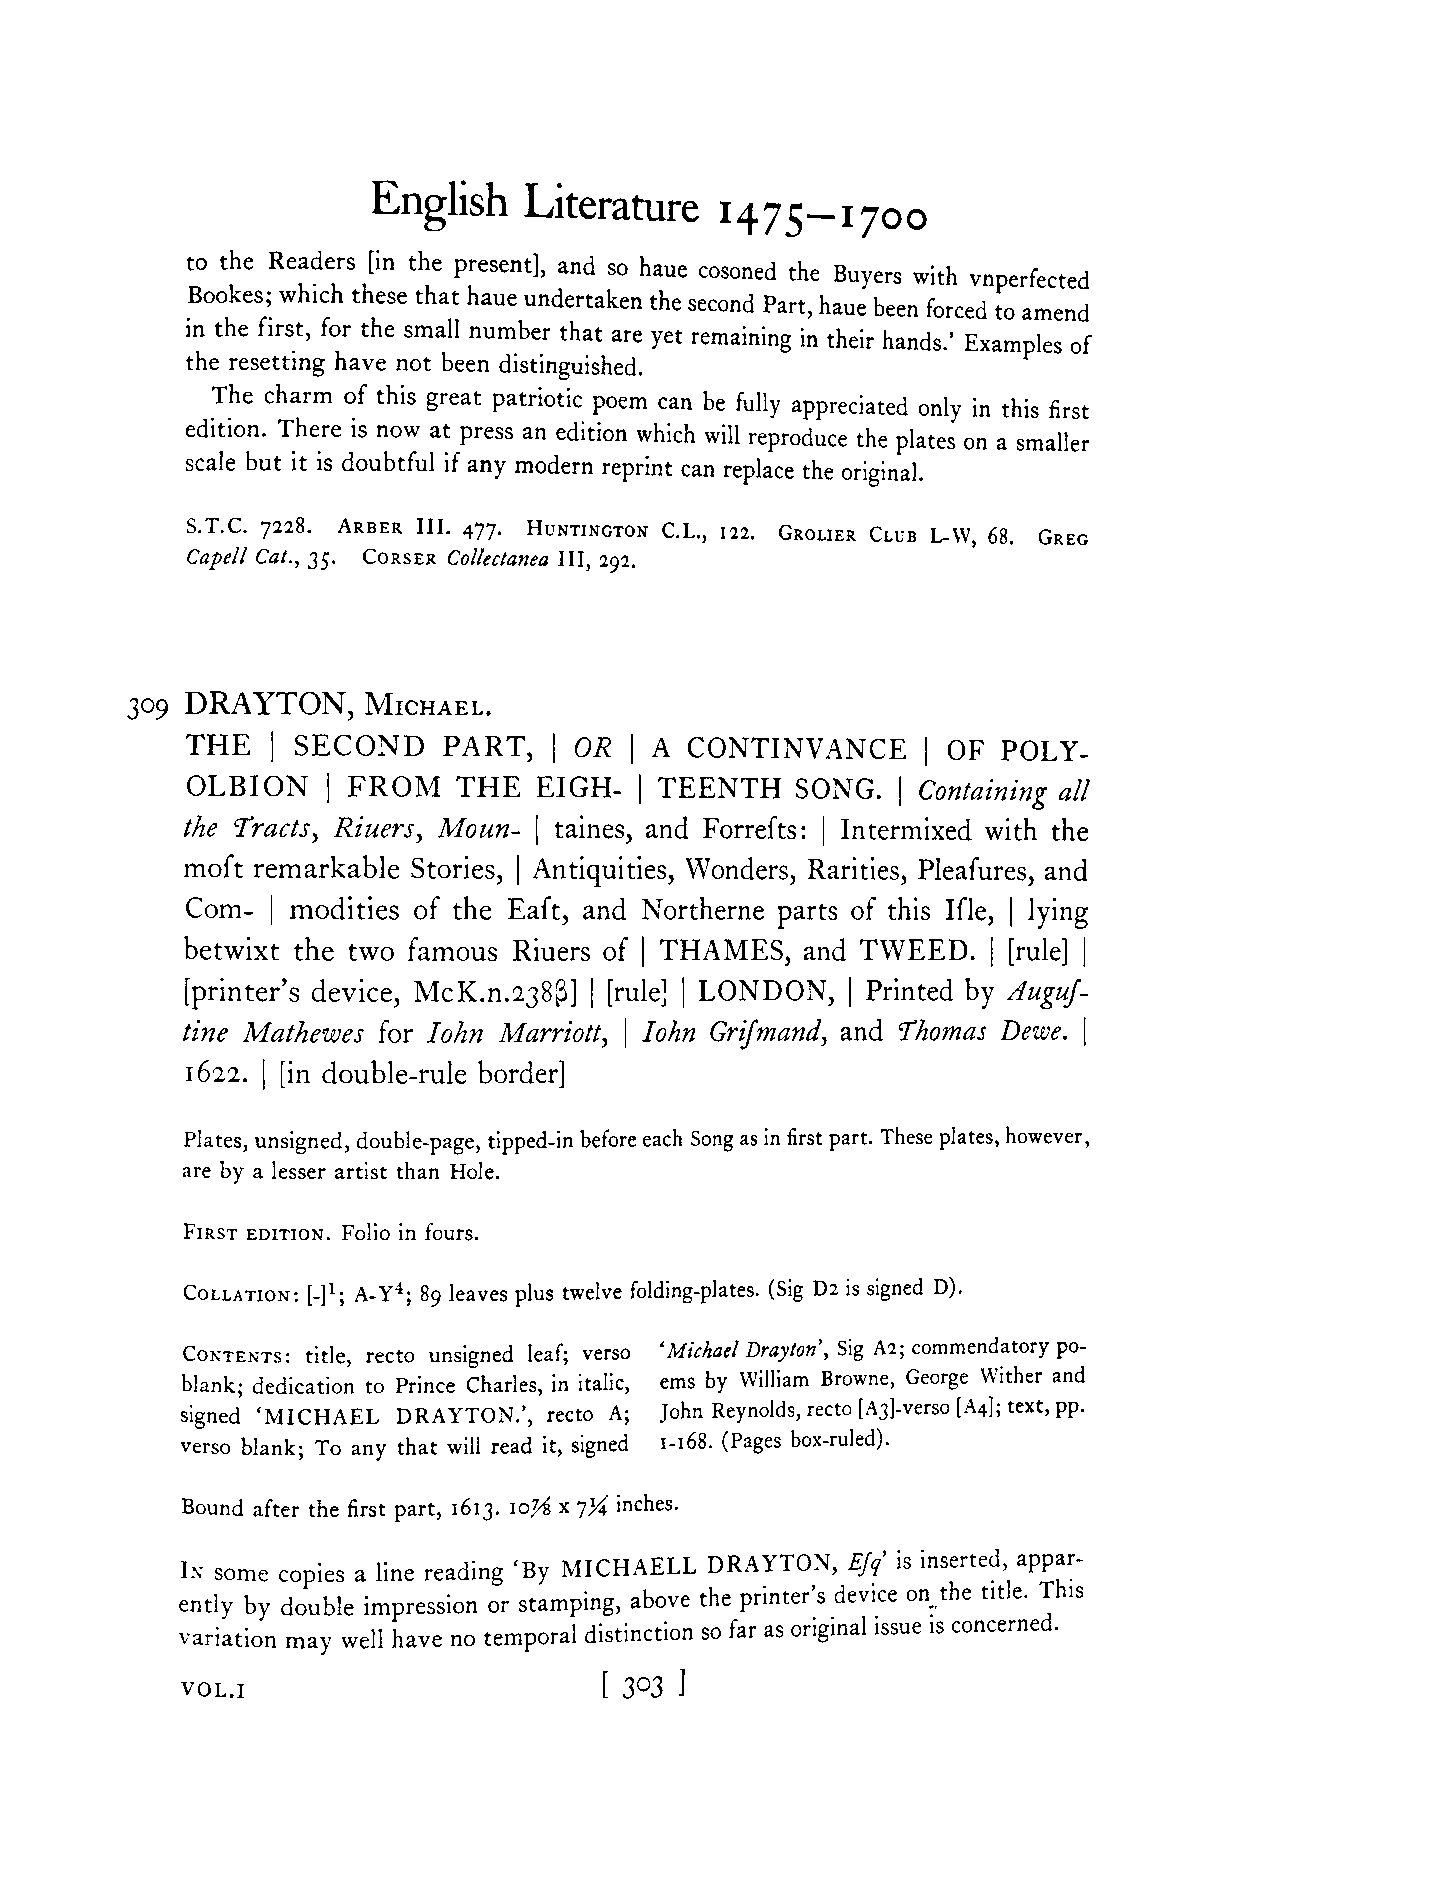 English Literature 1475–1700
to the Readers [in the present], and so haue cosoned the Buyers with vnperfected
Bookes; which these that haue undertaken the second Part, haue been forced to amend
in the first, for the small number that are yet remaining in their hands.' Examples of
the resetting have not been distinguished.
The charm of this great patriotic poem can be fully appreciated only in this first
edition. There is now at press an edition which will reproduce the plates on a smaller
scale but it is doubtful if any modern reprint can replace the original.
S.T.C. 7228. Arber III. 477. Huntington C.L., 122. Grolier Club L-W, 68. Greg
Capell Cat., 35. Corser Collectanea III, 292.
309 DRAYTON, Michael.
THE | SECOND PART, | OR | A CONTINVANCE | OF POLY-
OLBION | FROM THE EIGH- | TEENTH SONG. | Containing all
the Tracts, Riuers, Moun- | taines, and Forreſts: | Intermixed with the
moſt remarkable Stories, | Antiquities, Wonders, Rarities, Pleaſures, and
Com- | modities of the Eaſt, and Northerne parts of this Iſle, | lying
betwixt the two famous Riuers of | THAMES, and TWEED. | [rule] |
[printer's device, McK.n.238β] | [rule] | LONDON, | Printed by Auguſ-
tine Mathewes for Iohn Marriott, | Iohn Griſmand, and Thomas Dewe. |
1622. | [in double-rule border]
Plates, unsigned, double-page, tipped-in before each Song as in first part. These plates, however,
are by a lesser artist than Hole.
First edition. Folio in fours.
Collation: [-]¹; A-Y⁴; 89 leaves plus twelve folding-plates. (Sig D2 is signed D).
Contents: title, recto unsigned leaf; verso
blank; dedication to Prince Charles, in italic,
signed 'MICHAEL DRAYTON.', recto A;
verso blank; To any that will read it, signed
'Michael Drayton', Sig A2; commendatory po-
ems by William Browne, George Wither and
John Reynolds, recto [A3]-verso [A4]; text, pp.
1-168. (Pages box-ruled).
Bound after the first part, 1613. 10⅞ x 7¼ inches.
In some copies a line reading 'By MICHAELL DRAYTON, Eſq' is inserted, appar-
ently by double impression or stamping, above the printer's device on the title. This
variation may well have no temporal distinction so far as original issue is concerned.
VOL.I [ 303 ]